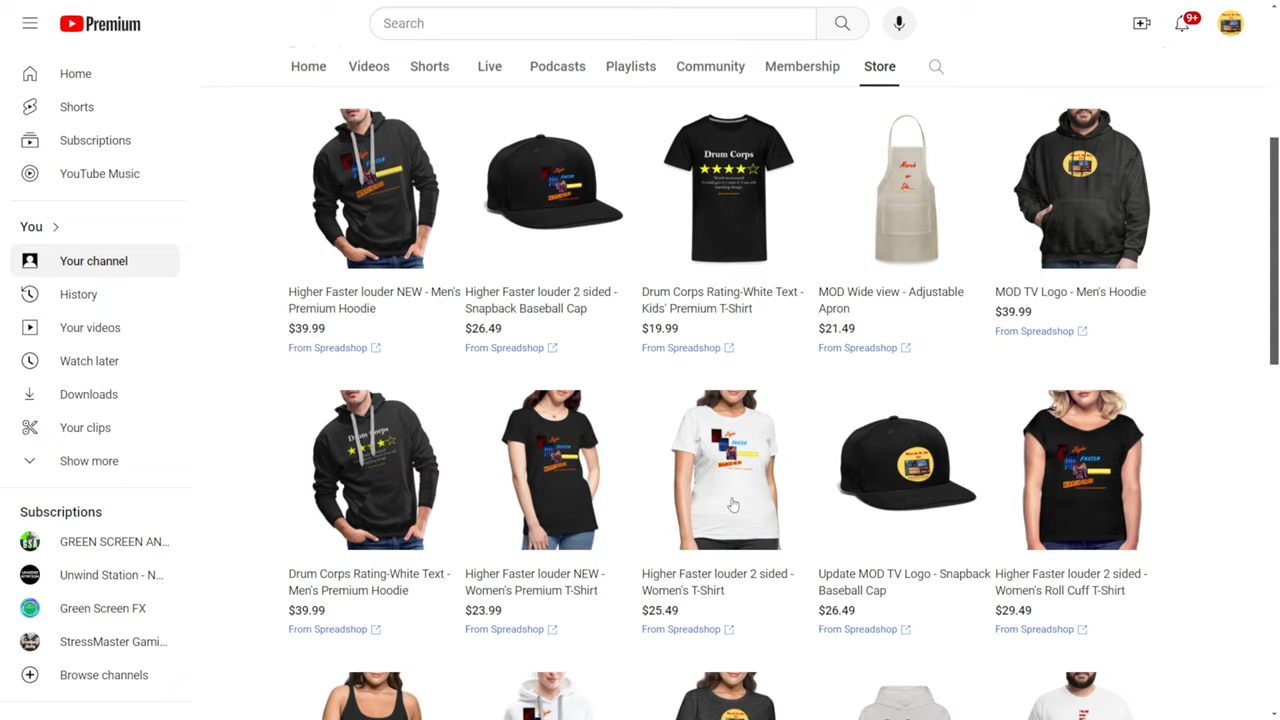 Premium
Search
9+
Home
Shorts
Subscriptions
YouTube Music
You
Your channel
History
Your videos
Watch later
Downloads
Your clips
Show more
Subscriptions
GREEN SCREEN AN...
Unwind Station - N...
Green Screen FX
StressMaster Gami...
Browse channels
Home Videos Shorts Live Podcasts Playlists Community Membership Store
Drum Corps
March
or
Die...
Higher Faster louder NEW - Men's
Premium Hoodie
$39.99
From Spreadshop
Higher Faster louder 2 sided -
Snapback Baseball Cap
$26.49
From Spreadshop
Drum Corps Rating-White Text -
Kids' Premium T-Shirt
$19.99
From Spreadshop
MOD Wide view - Adjustable
Apron
$21.49
From Spreadshop
MOD TV Logo - Men's Hoodie
$39.99
From Spreadshop
Drum Corps
FASTER
FASTER
FASTER
Drum Corps Rating-White Text -
Men's Premium Hoodie
$39.99
From Spreadshop
Higher Faster louder NEW -
Women's Premium T-Shirt
$23.99
From Spreadshop
Higher Faster louder 2 sided -
Women's T-Shirt
$25.49
From Spreadshop
Update MOD TV Logo - Snapback
Baseball Cap
$26.49
From Spreadshop
Higher Faster louder 2 sided -
Women's Roll Cuff T-Shirt
$29.49
From Spreadshop